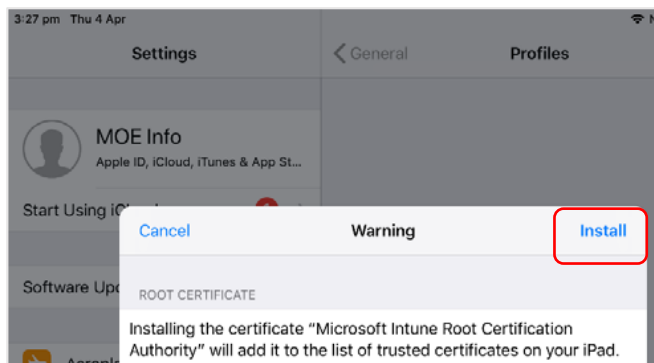 3:27 pm Thu 4 Apr
Settings
General
Profiles
MOE Info
Apple ID, iCloud, iTunes & App St...
Start Using
Cancel
Warning
Install
Software
ROOT CERTIFICATE
Installing the certificate “Microsoft Intune Root Certification
Authority” will add it to the list of trusted certificates on your iPad.